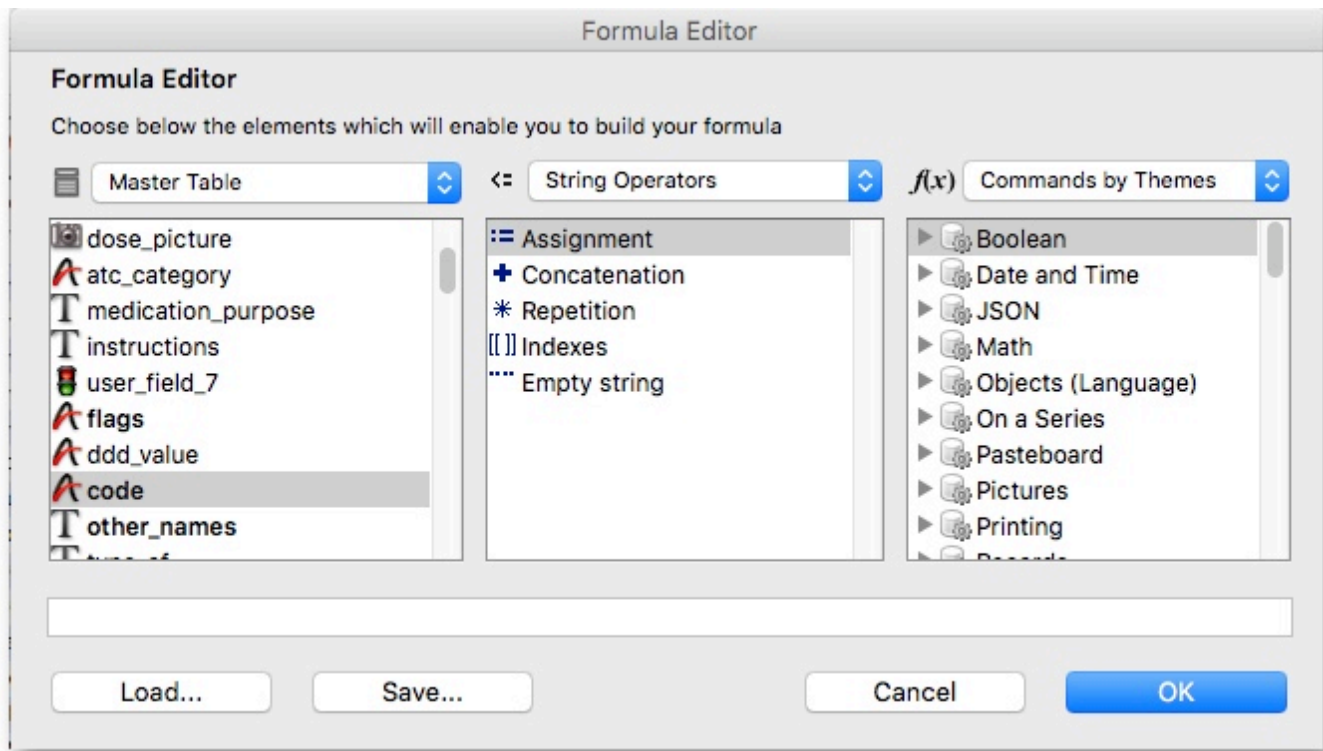 Formula Editor
Formula Editor
Choose below the elements which will enable you to build your formula
Master Table
dose_picture
atc_category
medication_purpose
instructions
user_field_7
flags
ddd_value
code
other_names
<= String Operators
:= Assignment
+ Concatenation
* Repetition
[[ ]] Indexes
"" Empty string
f(x) Commands by Themes
Boolean
Date and Time
JSON
Math
Objects (Language)
On a Series
Pasteboard
Pictures
Printing
Load...
Save...
Cancel
OK